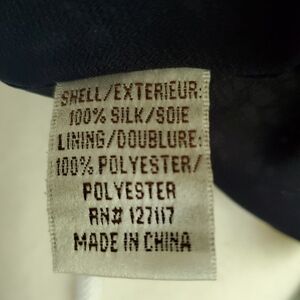 SHELL/EXTERIEUR:
100% SILK/SOIE
LINING/DOUBLURE:
100% POLYESTER/
POLYESTER
RN# 127117
MADE IN CHINA